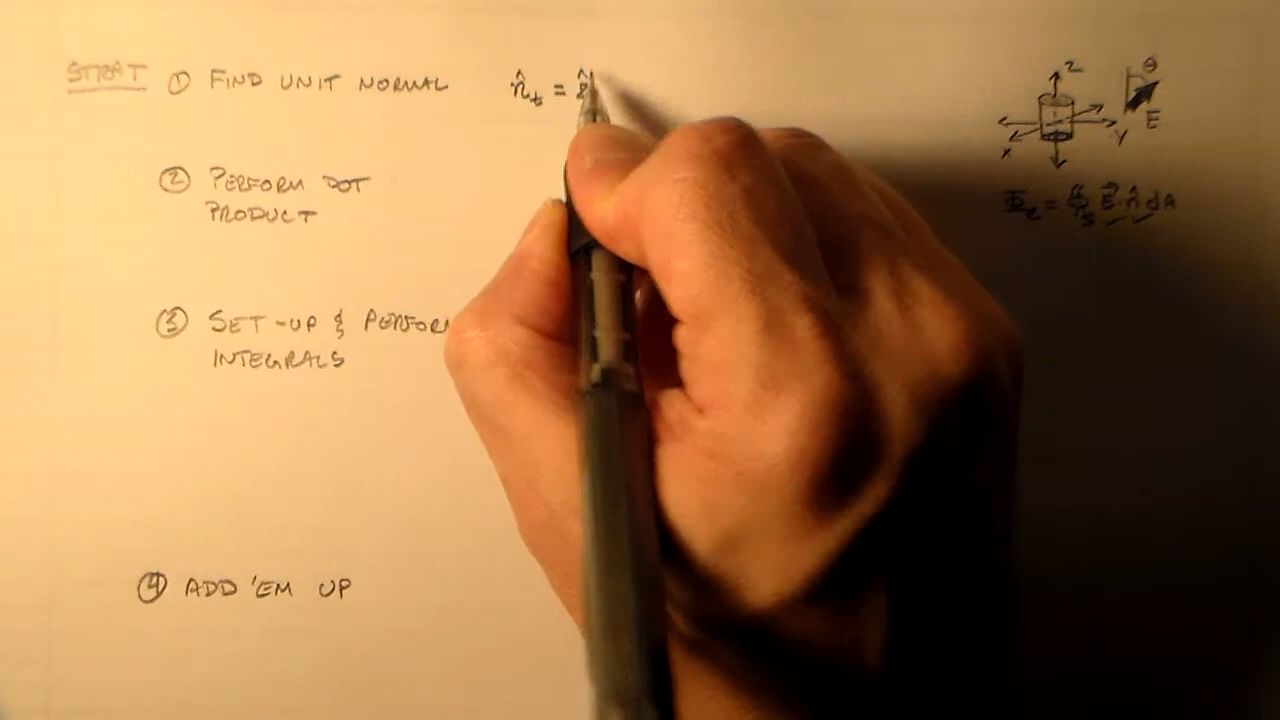 STRAT ① FIND UNIT NORMAL n̂ₜ = ẑ
② PERFORM DOT
PRODUCT
③ SET-UP & PERFOR
INTEGRALS
④ ADD 'EM UP
z
θ
E
y
x
Φₑ = ∮ₛ E⃗·n̂ dA